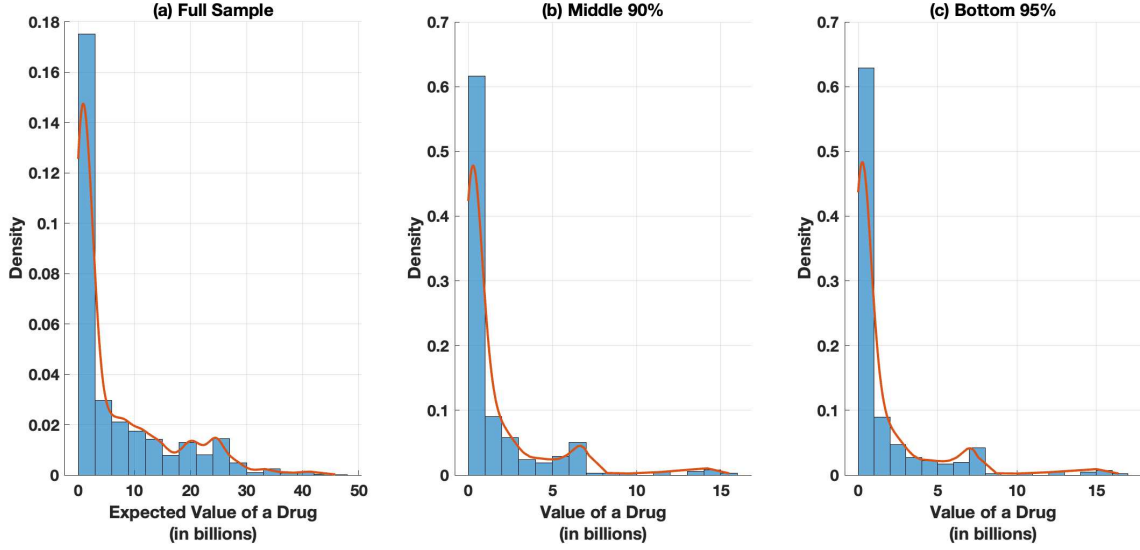 (a) Full Sample
0.18
0.16
0.14
0.12
0.1
0.08
0.06
0.04
0.02
0
Density
0 10 20 30 40 50
Expected Value of a Drug
(in billions)
(b) Middle 90%
0.7
0.6
0.5
0.4
0.3
0.2
0.1
0
Density
0 5 10 15
Value of a Drug
(in billions)
(c) Bottom 95%
0.7
0.6
0.5
0.4
0.3
0.2
0.1
0
Density
0 5 10 15
Value of a Drug
(in billions)